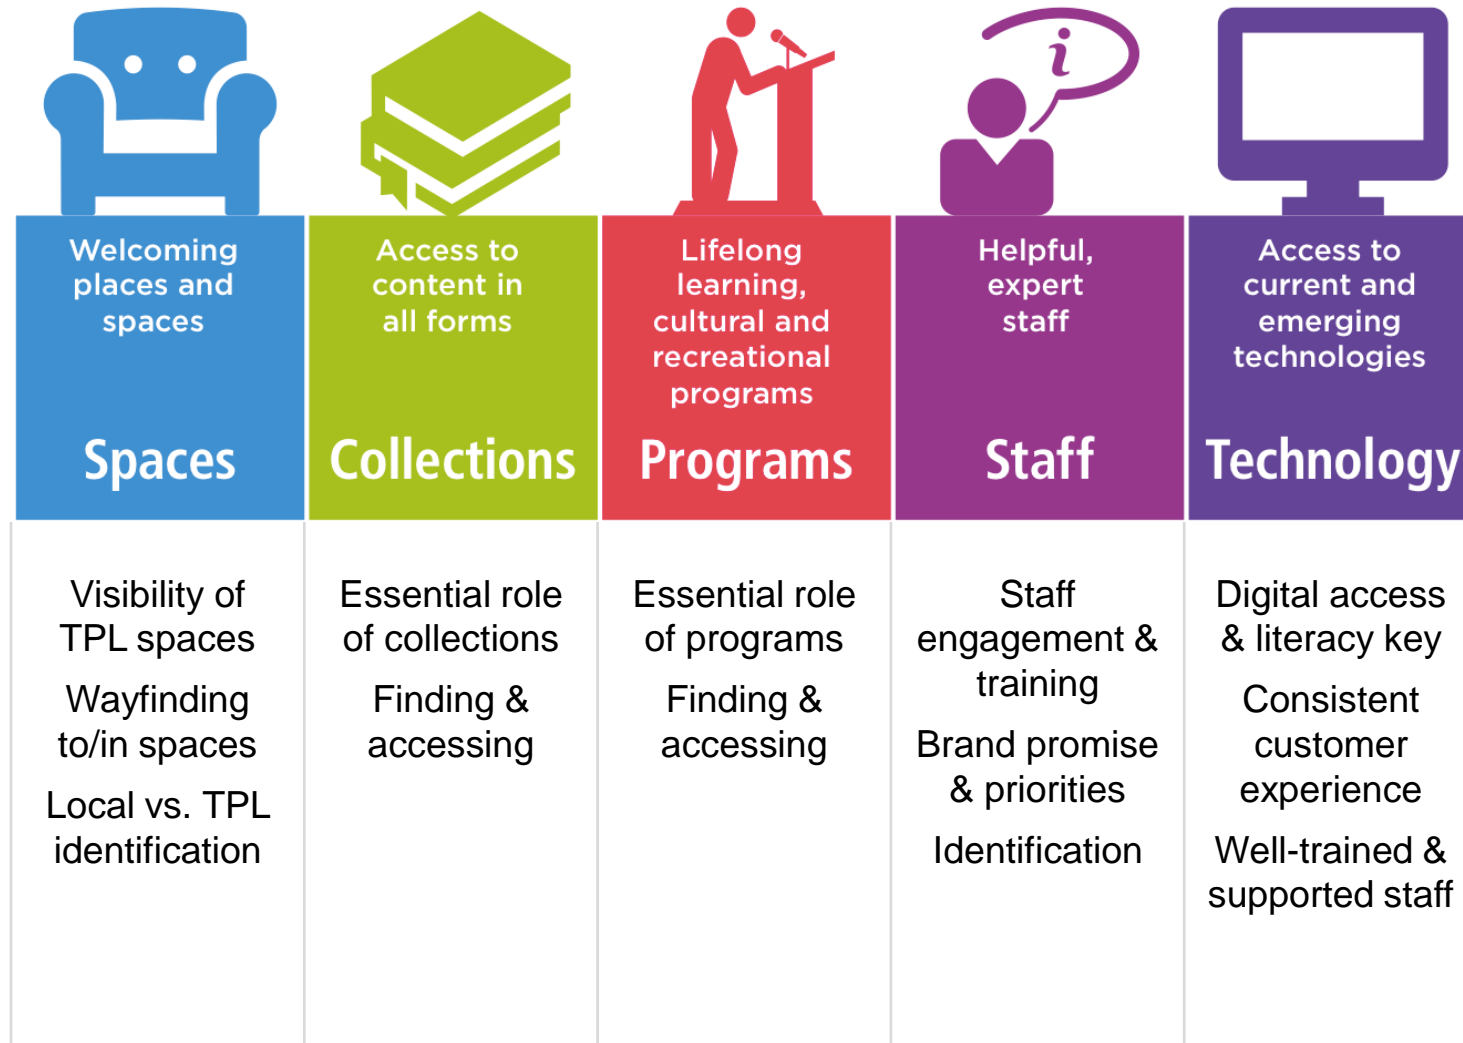 i
Welcoming
places and
spaces
Spaces
Access to
content in
all forms
Collections
Lifelong
learning,
cultural and
recreational
programs
Programs
Helpful,
expert
staff
Staff
Access to
current and
emerging
technologies
Technology
Visibility of
TPL spaces
Wayfinding
to/in spaces
Local vs. TPL
identification
Essential role
of collections
Finding &
accessing
Essential role
of programs
Finding &
accessing
Staff
engagement &
training
Brand promise
& priorities
Identification
Digital access
& literacy key
Consistent
customer
experience
Well-trained &
supported staff